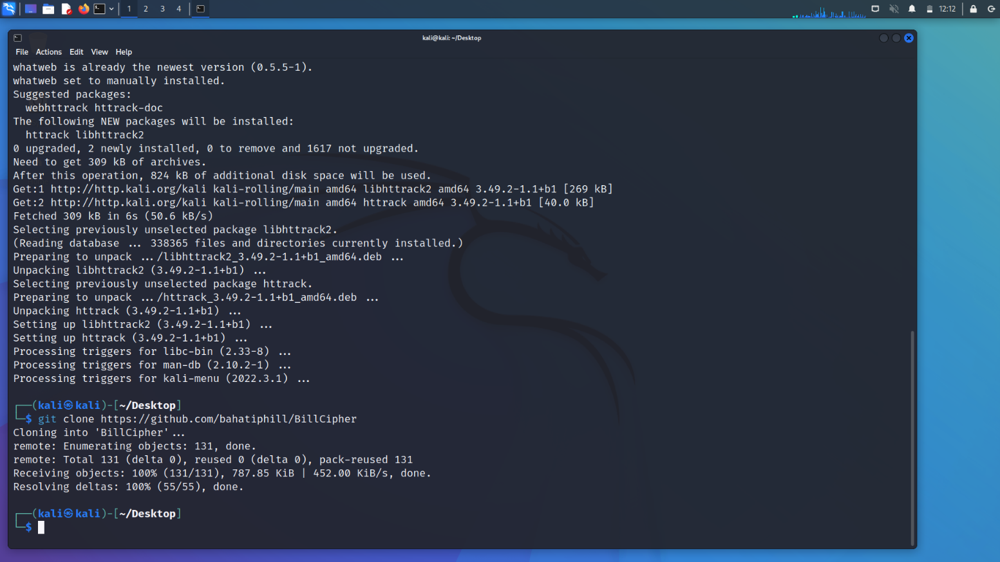 1 2 3 4 12:12
kali@kali: ~/Desktop
File Actions Edit View Help
whatweb is already the newest version (0.5.5-1).
whatweb set to manually installed.
Suggested packages:
  webhttrack httrack-doc
The following NEW packages will be installed:
  httrack libhttrack2
0 upgraded, 2 newly installed, 0 to remove and 1617 not upgraded.
Need to get 309 kB of archives.
After this operation, 824 kB of additional disk space will be used.
Get:1 http://http.kali.org/kali kali-rolling/main amd64 libhttrack2 amd64 3.49.2-1.1+b1 [269 kB]
Get:2 http://http.kali.org/kali kali-rolling/main amd64 httrack amd64 3.49.2-1.1+b1 [40.0 kB]
Fetched 309 kB in 6s (50.6 kB/s)
Selecting previously unselected package libhttrack2.
(Reading database ... 338365 files and directories currently installed.)
Preparing to unpack .../libhttrack2_3.49.2-1.1+b1_amd64.deb ...
Unpacking libhttrack2 (3.49.2-1.1+b1) ...
Selecting previously unselected package httrack.
Preparing to unpack .../httrack_3.49.2-1.1+b1_amd64.deb ...
Unpacking httrack (3.49.2-1.1+b1) ...
Setting up libhttrack2 (3.49.2-1.1+b1) ...
Setting up httrack (3.49.2-1.1+b1) ...
Processing triggers for libc-bin (2.33-8) ...
Processing triggers for man-db (2.10.2-1) ...
Processing triggers for kali-menu (2022.3.1) ...
┌──(kali㉿kali)-[~/Desktop]
└─$ git clone https://github.com/bahatiphill/BillCipher
Cloning into 'BillCipher'...
remote: Enumerating objects: 131, done.
remote: Total 131 (delta 0), reused 0 (delta 0), pack-reused 131
Receiving objects: 100% (131/131), 787.85 KiB | 452.00 KiB/s, done.
Resolving deltas: 100% (55/55), done.
┌──(kali㉿kali)-[~/Desktop]
└─$